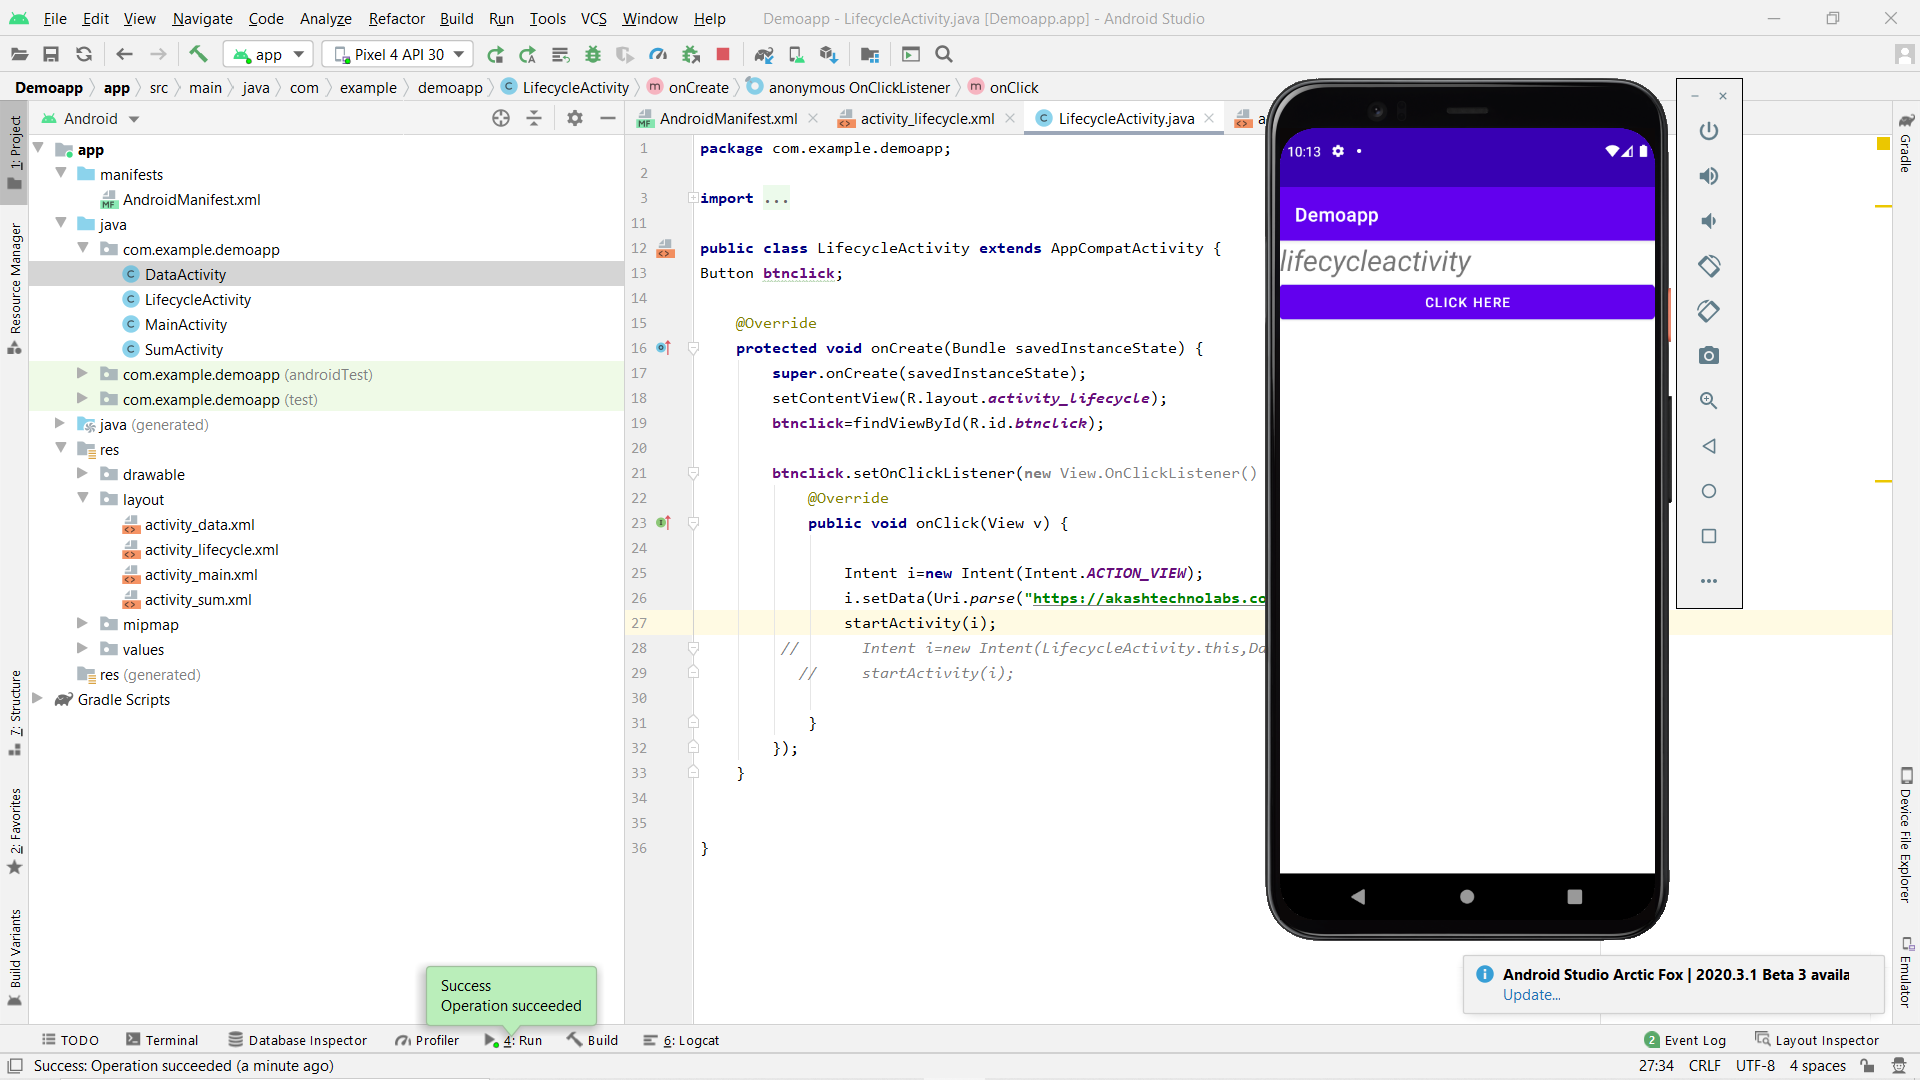 File Edit View Navigate Code Analyze Refactor Build Run Tools VCS Window Help Demoapp - LifecycleActivity.java [Demoapp.app] - Android Studio
app Pixel 4 API 30
Demoapp app src main java com example demoapp LifecycleActivity onCreate anonymous OnClickListener onClick
Android
AndroidManifest.xml activity_lifecycle.xml LifecycleActivity.java
1: Project
Resource Manager
7: Structure
2: Favorites
Build Variants
app
manifests
AndroidManifest.xml
java
com.example.demoapp
DataActivity
LifecycleActivity
MainActivity
SumActivity
com.example.demoapp (androidTest)
com.example.demoapp (test)
java (generated)
res
drawable
layout
activity_data.xml
activity_lifecycle.xml
activity_main.xml
activity_sum.xml
mipmap
values
res (generated)
Gradle Scripts
1 package com.example.demoapp;
2
3 import ...
11
12 public class LifecycleActivity extends AppCompatActivity {
13 Button btnclick;
14
15 @Override
16 protected void onCreate(Bundle savedInstanceState) {
17 super.onCreate(savedInstanceState);
18 setContentView(R.layout.activity_lifecycle);
19 btnclick=findViewById(R.id.btnclick);
20
21 btnclick.setOnClickListener(new View.OnClickListener()
22 @Override
23 public void onClick(View v) {
24
25 Intent i=new Intent(Intent.ACTION_VIEW);
26 i.setData(Uri.parse("https://akashtechnolabs.co
27 startActivity(i);
28 // Intent i=new Intent(LifecycleActivity.this,Da
29 // startActivity(i);
30
31 }
32 });
33 }
34
35
36 }
10:13
Demoapp
lifecycleactivity
CLICK HERE
Gradle
Device File Explorer
Emulator
Success
Operation succeeded
Android Studio Arctic Fox | 2020.3.1 Beta 3 availa
Update...
TODO Terminal Database Inspector Profiler 4: Run Build 6: Logcat 2 Event Log Layout Inspector
Success: Operation succeeded (a minute ago) 27:34 CRLF UTF-8 4 spaces